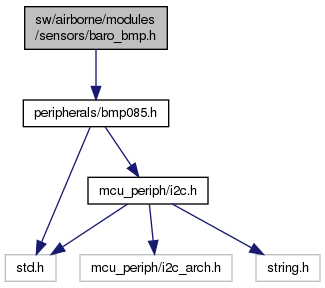 sw/airborne/modules
/sensors/baro_bmp.h
peripherals/bmp085.h
mcu_periph/i2c.h
std.h
mcu_periph/i2c_arch.h
string.h